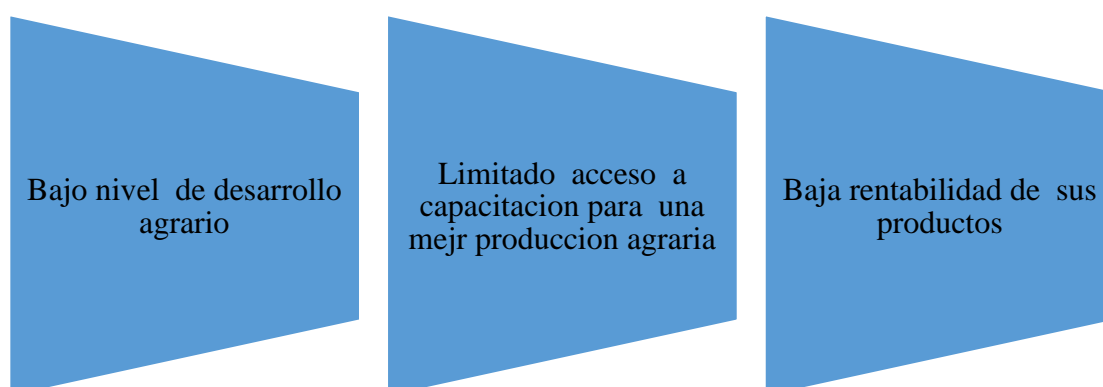 Bajo nivel de desarrollo
agrario
Limitado acceso a
capacitacion para una
mejr produccion agraria
Baja rentabilidad de sus
productos